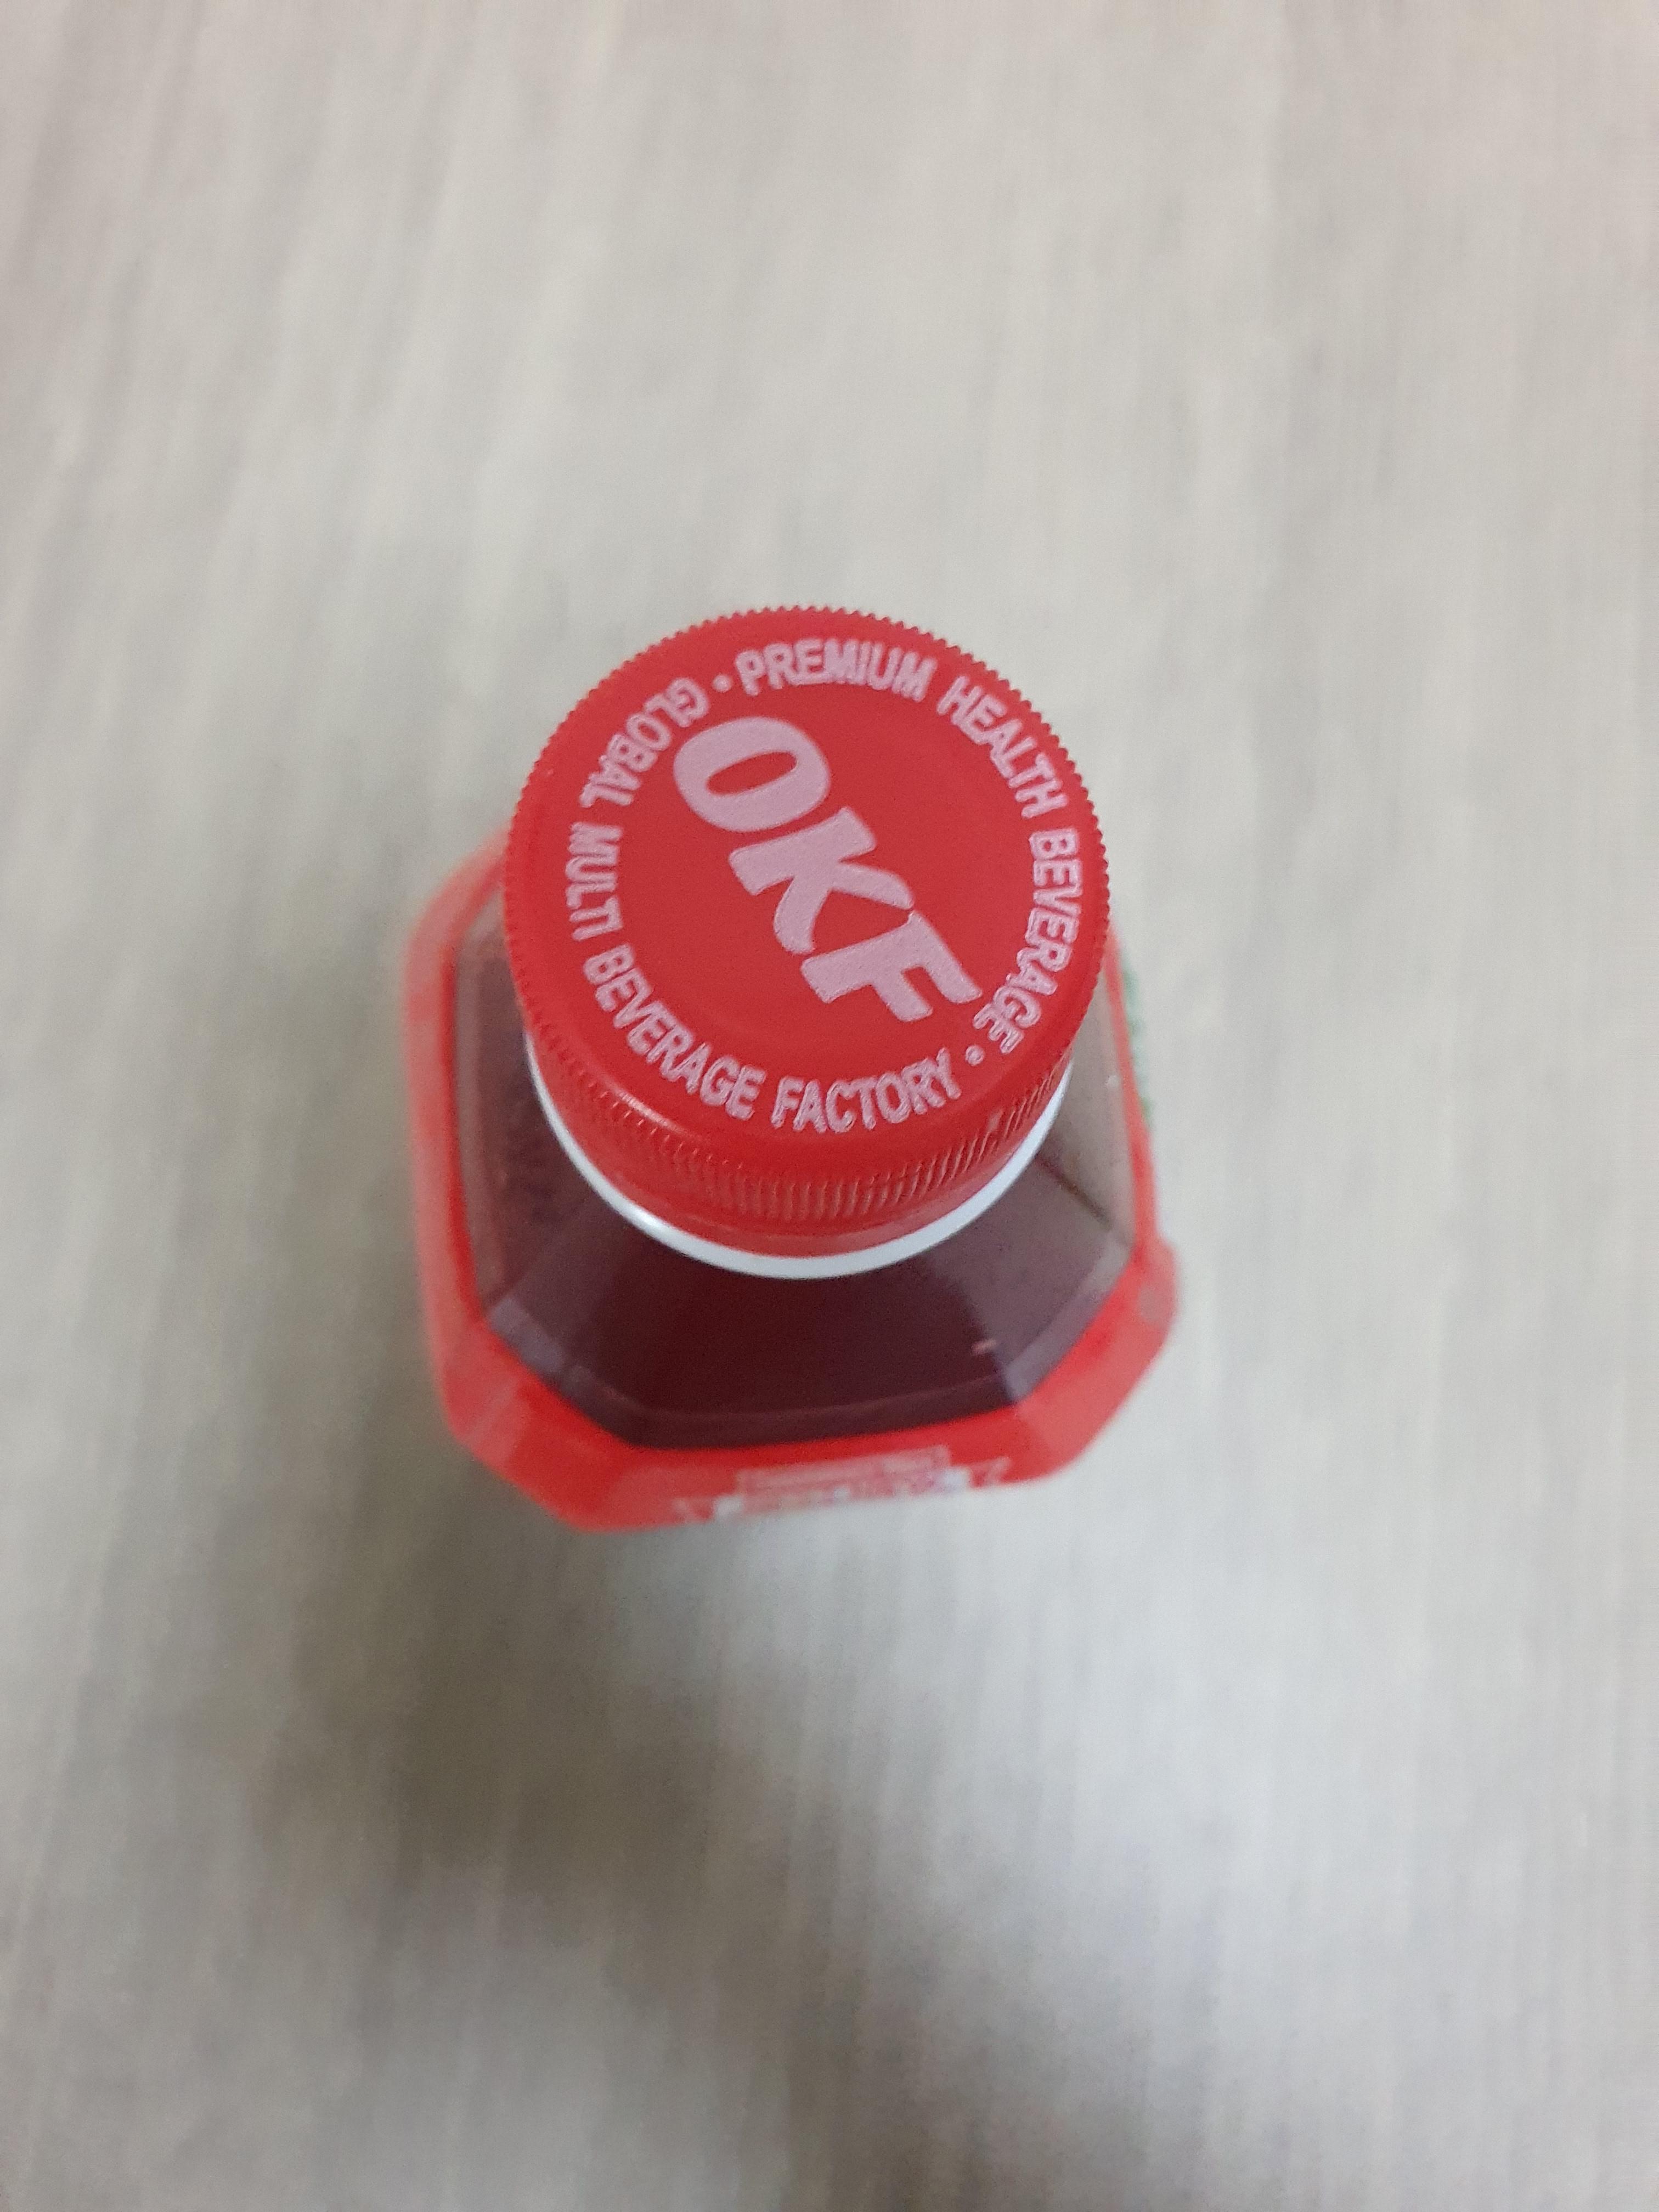 PREMIUM HEALTH BEVERAGE •
OKF
GLOBAL MULTI BEVERAGE FACTORY •